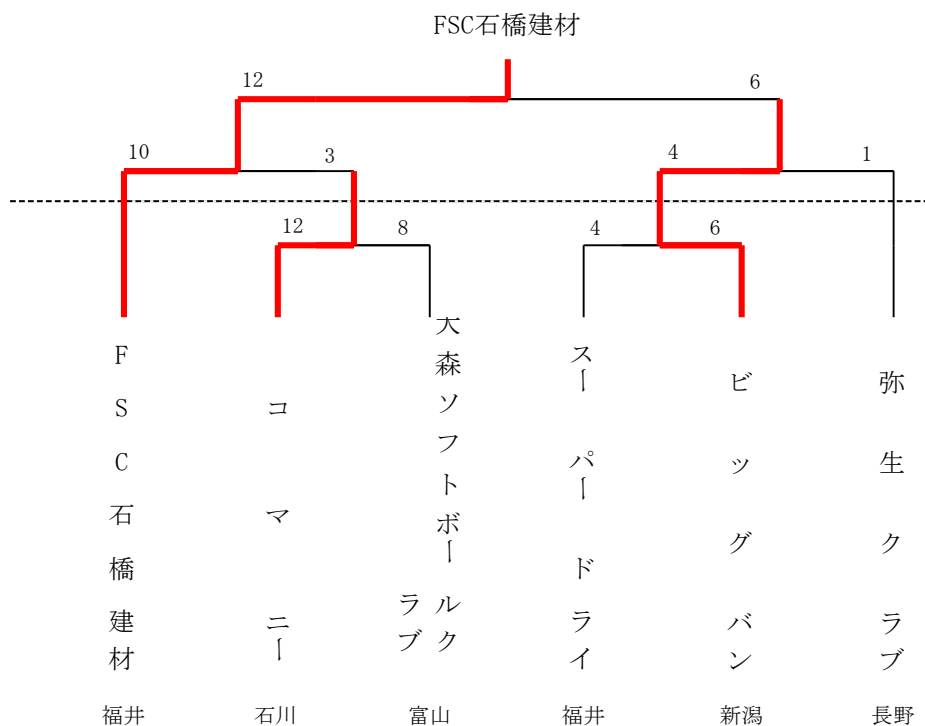 FSC石橋建材
12
6
10
3
4
1
12
8
4
6
FSC石橋建材
コマニー
大森ソフトボールクラブ
スーパードライ
ビッグバン
弥生クラブ
福井
石川
富山
福井
新潟
長野